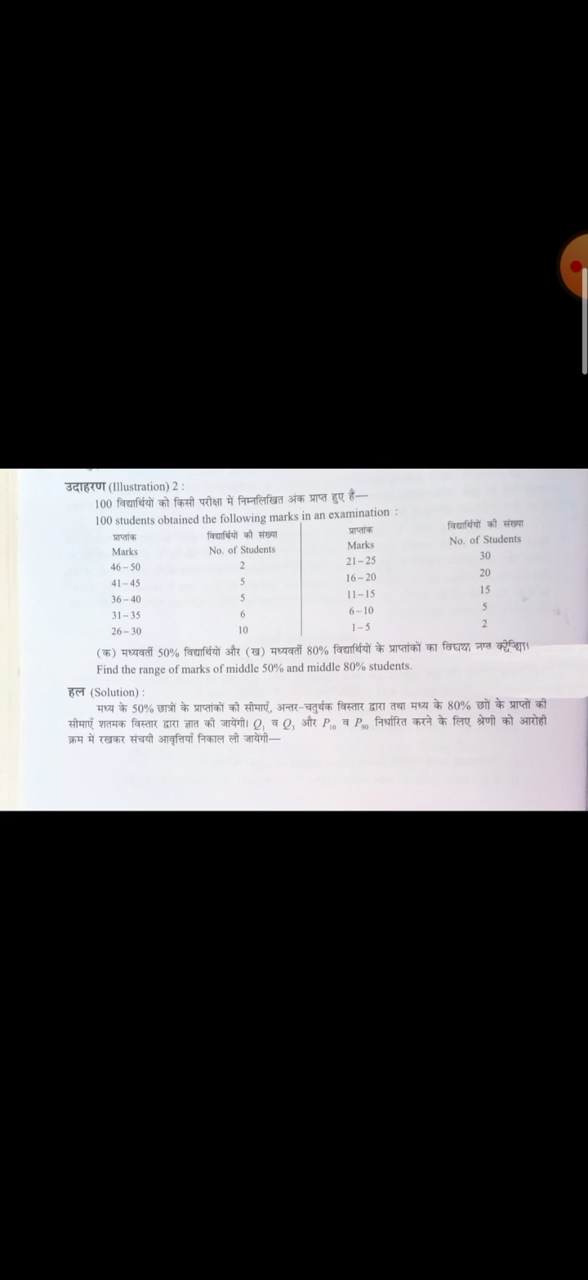 उदाहरण (Illustration) 2 :
100 विद्यार्थियों को किसी परीक्षा में निम्नलिखित अंक प्राप्त हुए हैं—
100 students obtained the following marks in an examination :
प्राप्तांक विद्यार्थियों की संख्या प्राप्तांक विद्यार्थियों की संख्या
Marks No. of Students Marks No. of Students
46–50 2 21–25 30
41–45 5 16–20 20
36–40 5 11–15 15
31–35 6 6–10 5
26–30 10 1–5 2
(क) मध्यवर्ती 50% विद्यार्थियों और (ख) मध्यवर्ती 80% विद्यार्थियों के प्राप्तांकों का
Find the range of marks of middle 50% and middle 80% students.
हल (Solution) :
मध्य के 50% छात्रों के प्राप्तांकों की सीमाएँ, अन्तर-चतुर्थक विस्तार द्वारा तथा मध्य के 80% के की
सीमाएँ शतमक विस्तार द्वारा ज्ञात की जायेंगी। Q₁ व Q₃ और P₁₀ व P₉₀ निर्धारित करने के लिए श्रेणी को आरोही
क्रम में रखकर संचयी आवृत्तियाँ निकाल ली जायेंगी—